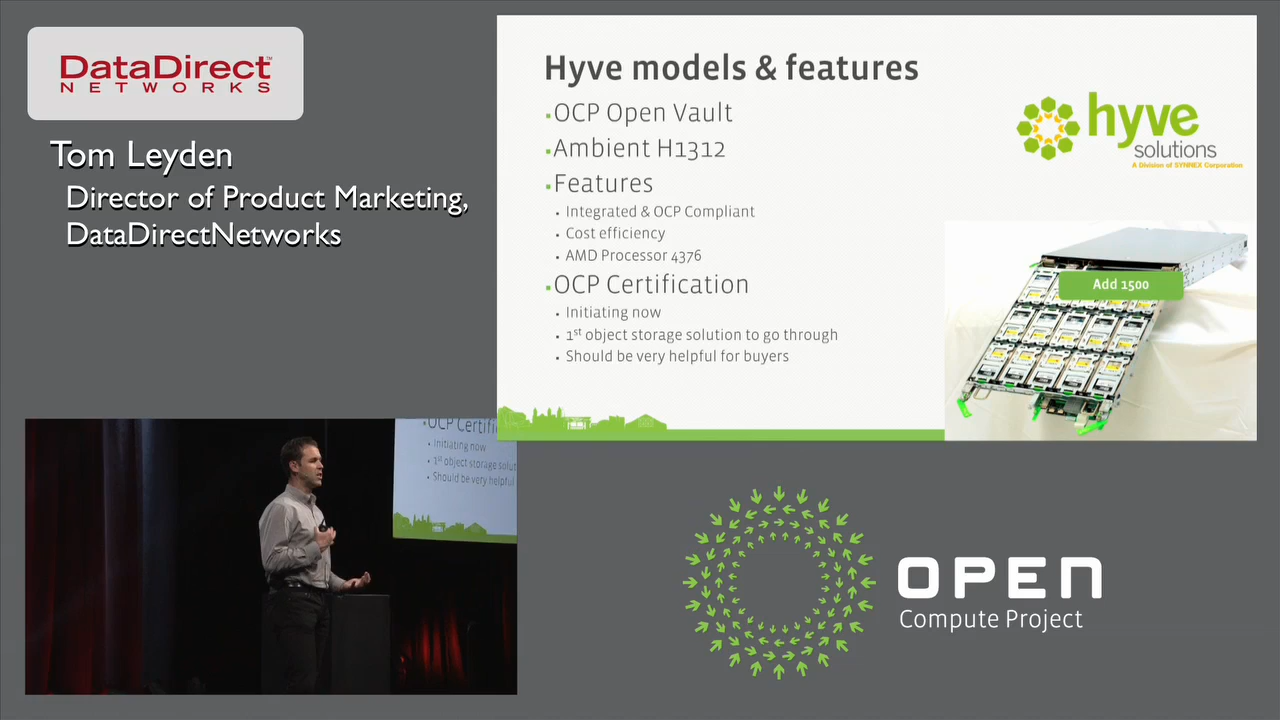 DataDirect™
NETWORKS
Tom Leyden
Director of Product Marketing,
DataDirectNetworks
Hyve models & features
OCP Open Vault
Ambient H1312
Features
Integrated & OCP Compliant
Cost efficiency
AMD Processor 4376
OCP Certification
Initiating now
1st object storage solution to go through
Should be very helpful for buyers
hyve
solutions
A Division of SYNNEX Corporation
Add 1500
OCP Certifi
Initiating now
1st object storage solut
Should be very helpful
OPEN
Compute Project